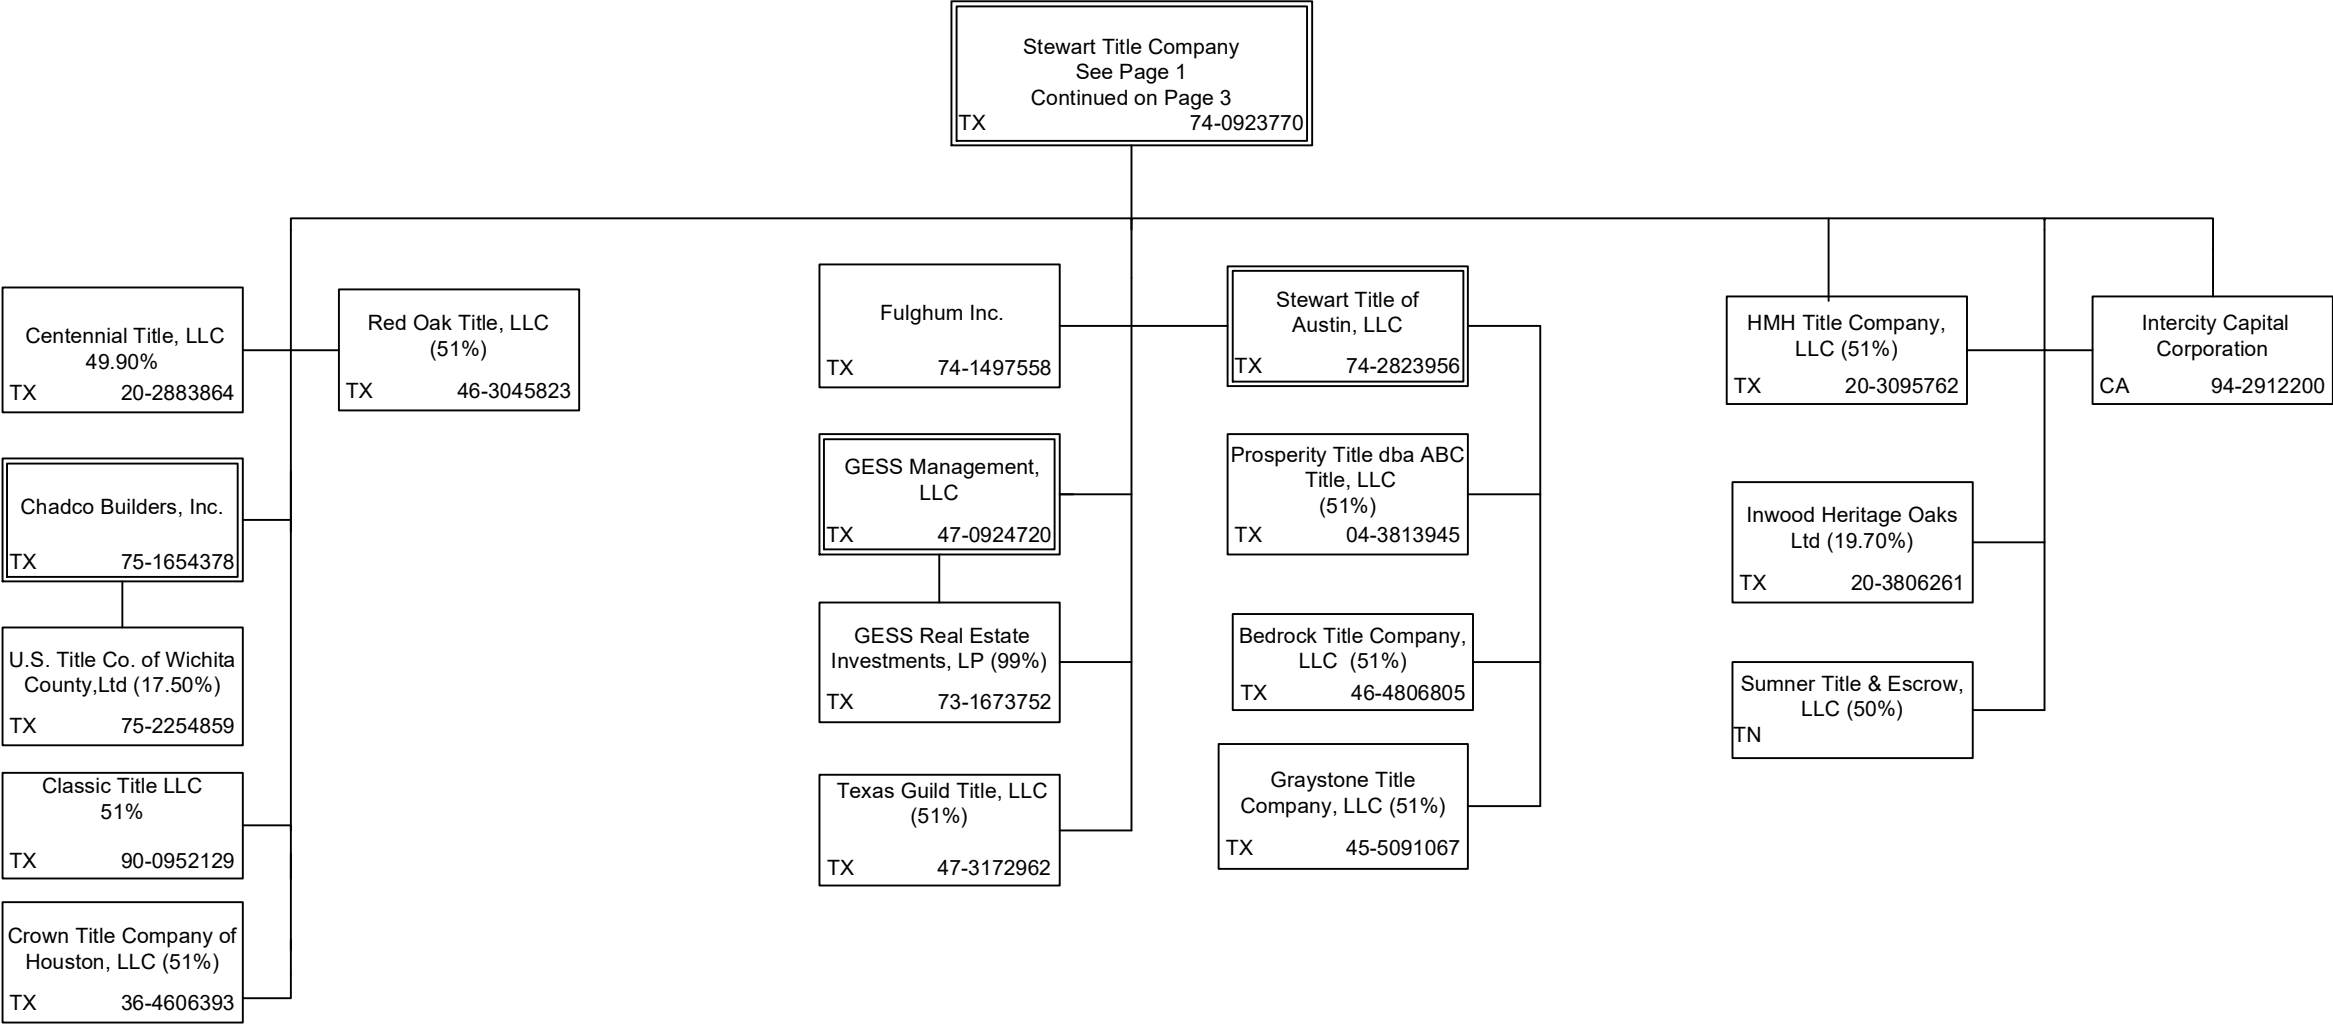 Stewart Title Company
See Page 1
Continued on Page 3
TX 74-0923770
Centennial Title, LLC
49.90%
TX 20-2883864
Red Oak Title, LLC
(51%)
TX 46-3045823
Chadco Builders, Inc.
TX 75-1654378
U.S. Title Co. of Wichita
County,Ltd (17.50%)
TX 75-2254859
Classic Title LLC
51%
TX 90-0952129
Crown Title Company of
Houston, LLC (51%)
TX 36-4606393
Fulghum Inc.
TX 74-1497558
GESS Management,
LLC
TX 47-0924720
GESS Real Estate
Investments, LP (99%)
TX 73-1673752
Texas Guild Title, LLC
(51%)
TX 47-3172962
Stewart Title of
Austin, LLC
TX 74-2823956
Prosperity Title dba ABC
Title, LLC
(51%)
TX 04-3813945
Bedrock Title Company,
LLC (51%)
TX 46-4806805
Graystone Title
Company, LLC (51%)
TX 45-5091067
HMH Title Company,
LLC (51%)
TX 20-3095762
Intercity Capital
Corporation
CA 94-2912200
Inwood Heritage Oaks
Ltd (19.70%)
TX 20-3806261
Sumner Title & Escrow,
LLC (50%)
TN